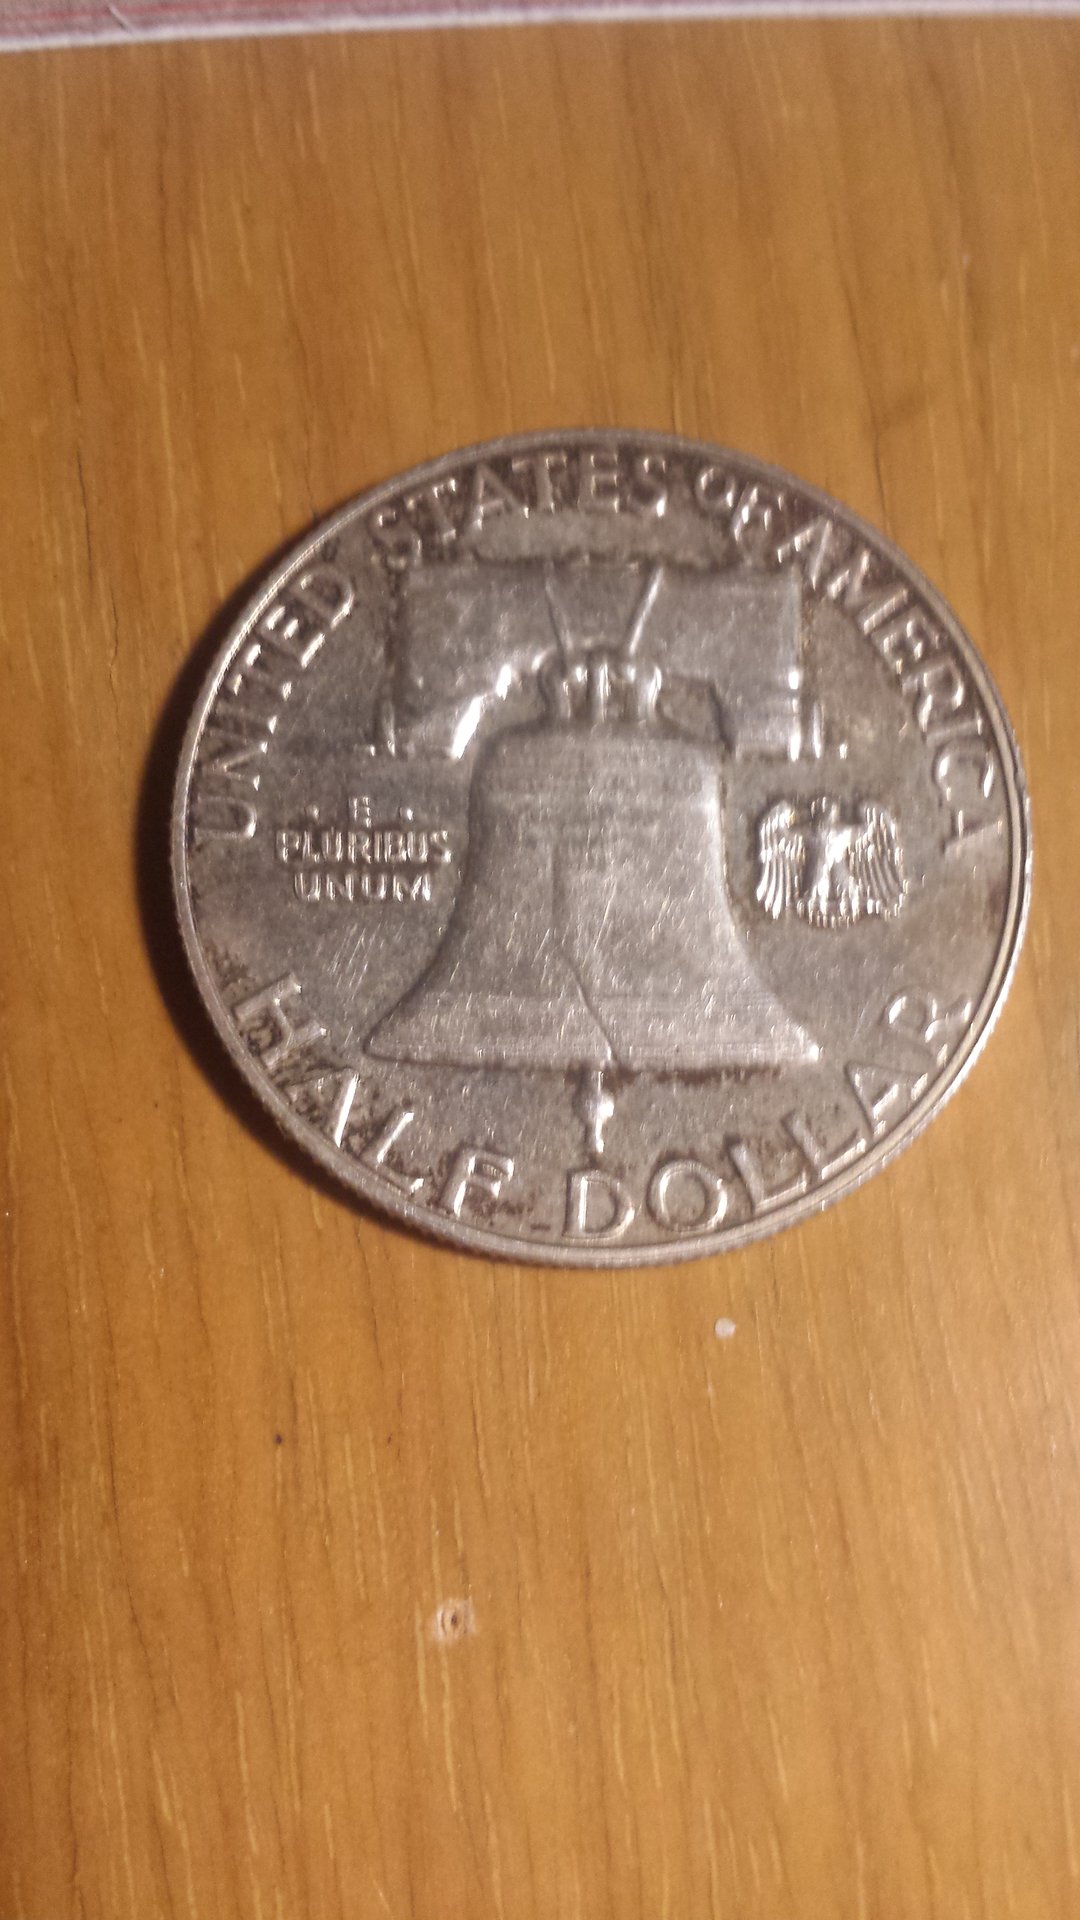 UNITED STATES OF AMERICA
· E ·
PLURIBUS
UNUM
HALF DOLLAR